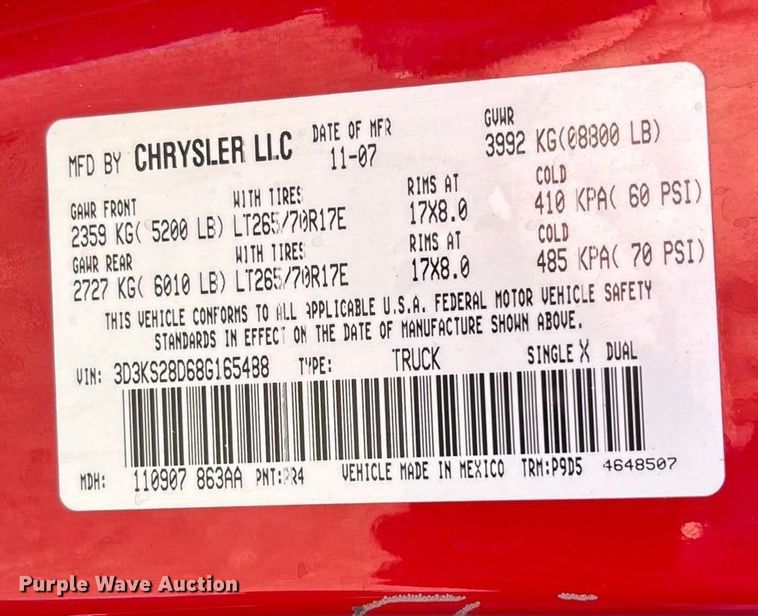 MFD BY CHRYSLER LLC DATE OF MFR 11-07 GVWR 3992 KG(08800 LB)
GAWR FRONT WITH TIRES RIMS AT COLD
2359 KG( 5200 LB) LT265/70R17E 17X8.0 410 KPA( 60 PSI)
GAWR REAR WITH TIRES RIMS AT COLD
2727 KG( 6010 LB) LT265/70R17E 17X8.0 485 KPA( 70 PSI)
THIS VEHICLE CONFORMS TO ALL APPLICABLE U.S.A. FEDERAL MOTOR VEHICLE SAFETY
STANDARDS IN EFFECT ON THE DATE OF MANUFACTURE SHOWN ABOVE.
VIN: 3D3KS28D68G165488 TYPE: TRUCK SINGLE X DUAL
MDH: 110907 863AA PNT: PR4 VEHICLE MADE IN MEXICO TRM:P9D5 4648507
Purple Wave Auction